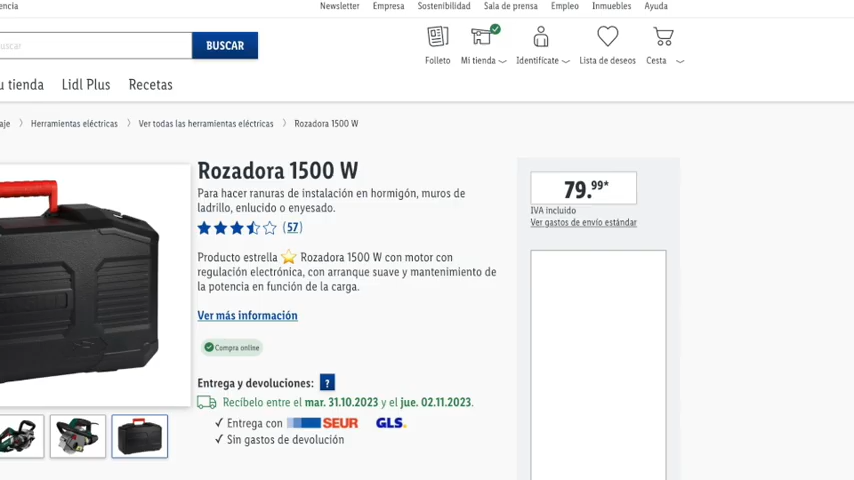 encia
Newsletter Empresa Sostenibilidad Sala de prensa Empleo Inmuebles Ayuda
uscar
BUSCAR
Folleto Mi tienda Identifícate Lista de deseos Cesta
u tienda Lidl Plus Recetas
aje Herramientas eléctricas Ver todas las herramientas eléctricas Rozadora 1500 W
Rozadora 1500 W
Para hacer ranuras de instalación en hormigón, muros de
ladrillo, enlucido o enyesado.
(57)
Producto estrella ⭐ Rozadora 1500 W con motor con
regulación electrónica, con arranque suave y mantenimiento de
la potencia en función de la carga.
Ver más información
Compra online
Entrega y devoluciones: ?
Recíbelo entre el mar. 31.10.2023 y el jue. 02.11.2023.
✓ Entrega con SEUR GLS.
✓ Sin gastos de devolución
79.99*
IVA incluido
Ver gastos de envío estándar